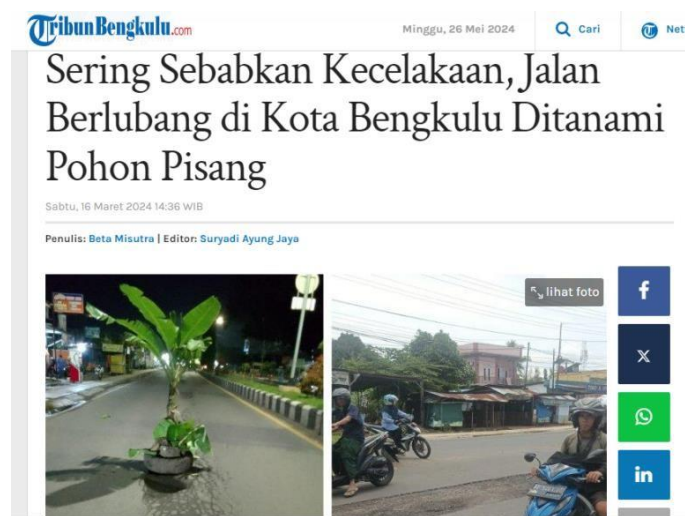 TribunBengkulu.com
Minggu, 26 Mei 2024
Cari
Net
Sering Sebabkan Kecelakaan, Jalan
Berlubang di Kota Bengkulu Ditanami
Pohon Pisang
Sabtu, 16 Maret 2024 14:36 WIB
Penulis: Beta Misutra | Editor: Suryadi Ayung Jaya
lihat foto